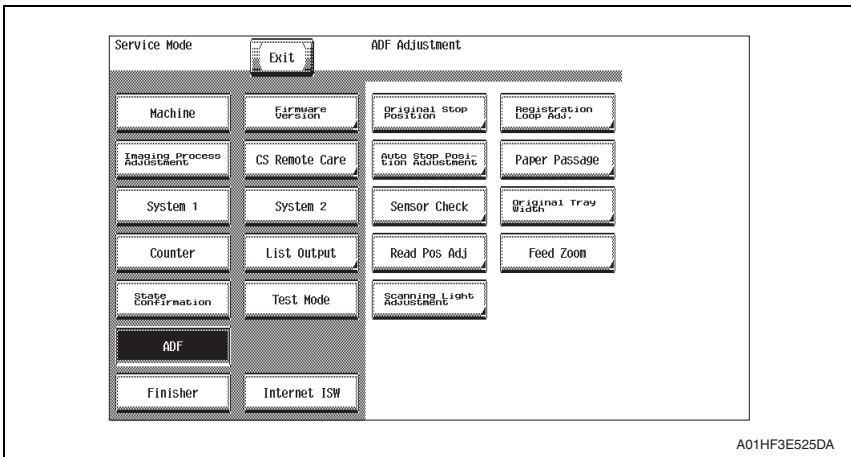 Service Mode
Exit
ADF Adjustment
Machine
Firmware
Version
Original Stop
Position
Registration
Loop Adj.
Imaging Process
Adjustment
CS Remote Care
Auto Stop Posi-
tion Adjustment
Paper Passage
System 1
System 2
Sensor Check
Original Tray
Width
Counter
List Output
Read Pos Adj
Feed Zoom
State
Confirmation
Test Mode
Scanning Light
Adjustment
ADF
Finisher
Internet ISW
A01HF3E525DA